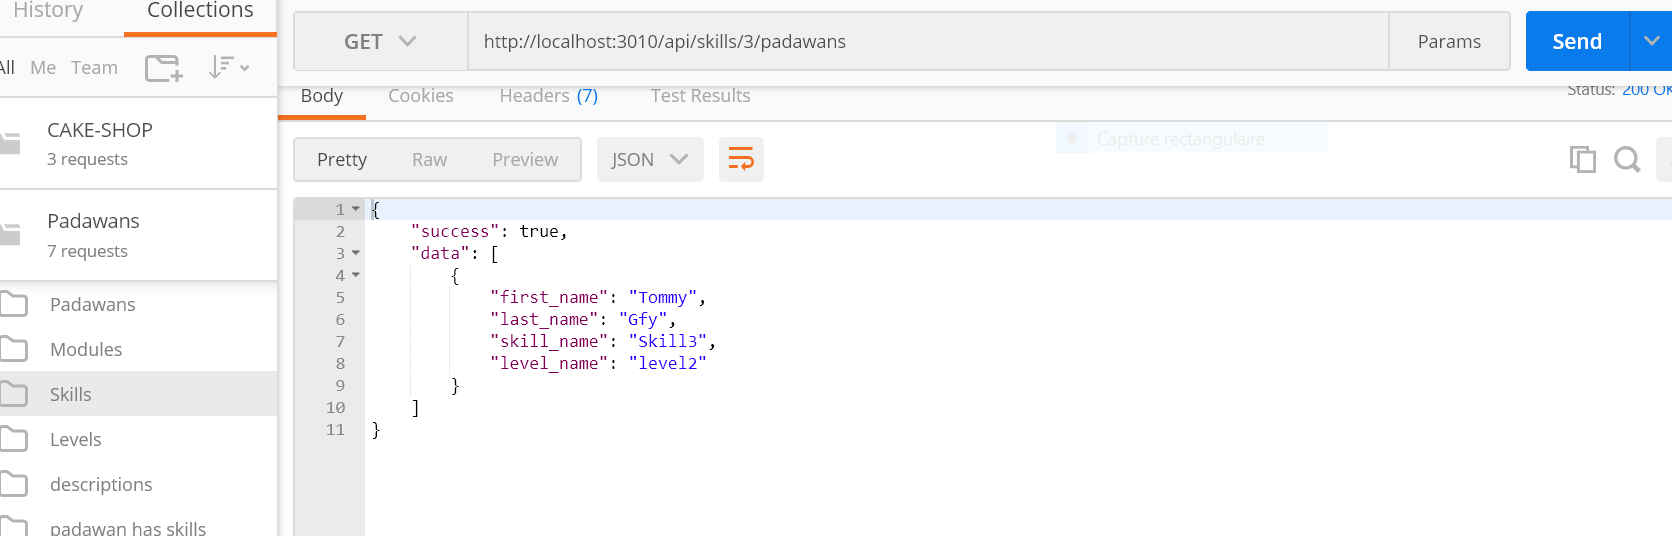 History Collections
All Me Team
CAKE-SHOP
3 requests
Padawans
7 requests
Padawans
Modules
Skills
Levels
descriptions
padawan has skills
GET http://localhost:3010/api/skills/3/padawans Params Send
Body Cookies Headers (7) Test Results Status: 200 OK
Capture rectangulaire
Pretty Raw Preview JSON
1 {
2 "success": true,
3 "data": [
4 {
5 "first_name": "Tommy",
6 "last_name": "Gfy",
7 "skill_name": "Skill3",
8 "level_name": "level2"
9 }
10 ]
11 }